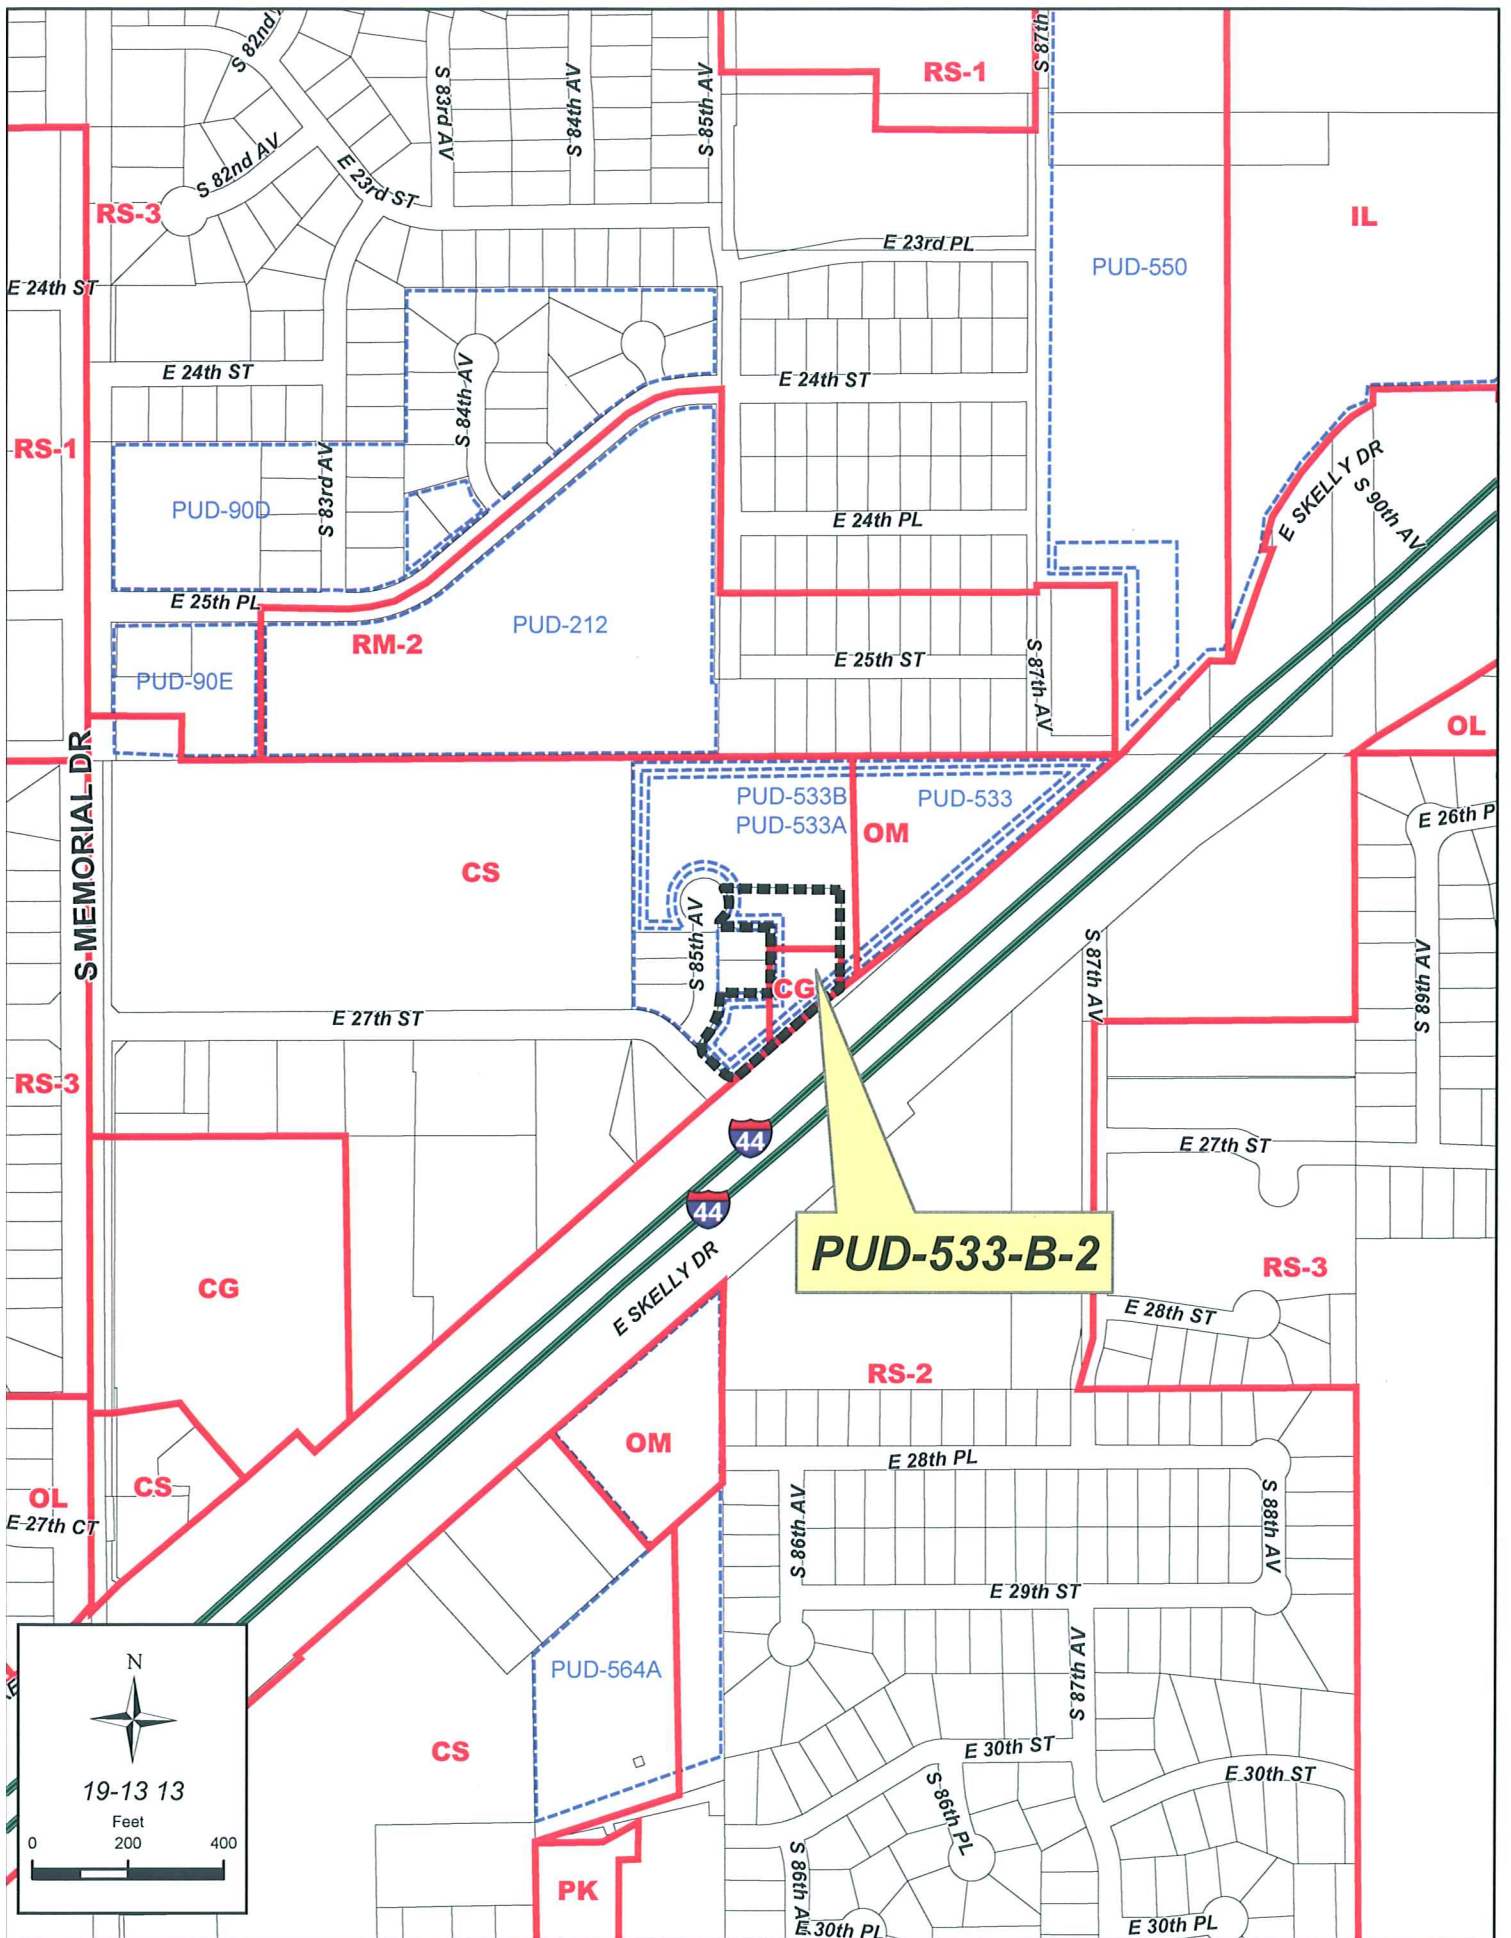 S 82nd
S 83rd AV
S 84th AV
S 85th AV
RS-1
S 87th
S 82nd AV
E 23rd ST
RS-3
IL
E 23rd PL
PUD-550
E 24th ST
E 24th ST
E 24th ST
S 84th AV
RS-1
S 83rd AV
PUD-90D
E SKELLY DR
S 90th AV
E 24th PL
E 25th PL
PUD-212
RM-2
E 25th ST
S 87th AV
PUD-90E
OL
S MEMORIAL DR
PUD-533B
PUD-533
PUD-533A
OM
E 26th P
CS
S 85th AV
S 87th AV
S 89th AV
CG
E 27th ST
RS-3
44
E 27th ST
44
PUD-533-B-2
E SKELLY DR
RS-3
CG
E 28th ST
RS-2
OM
E 28th PL
CS
OL
E 27th CT
S 86th AV
S 88th AV
E 29th ST
S 87th AV
N
PUD-564A
CS
E 30th ST
E 30th ST
19-13 13
Feet
0 200 400
S 86th PL
S 86th A
PK
E 30th PL
E 30th PL